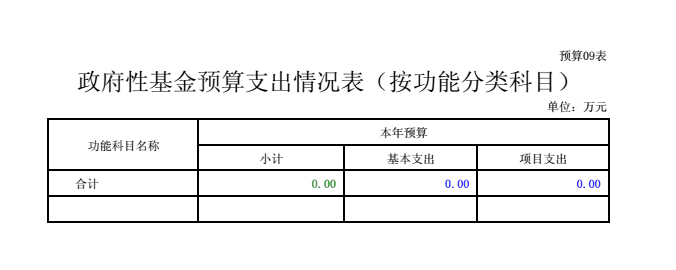 预算09表
政府性基金预算支出情况表（按功能分类科目）
单位：万元
功能科目名称 本年预算
小计 基本支出 项目支出
合计 0.00 0.00 0.00